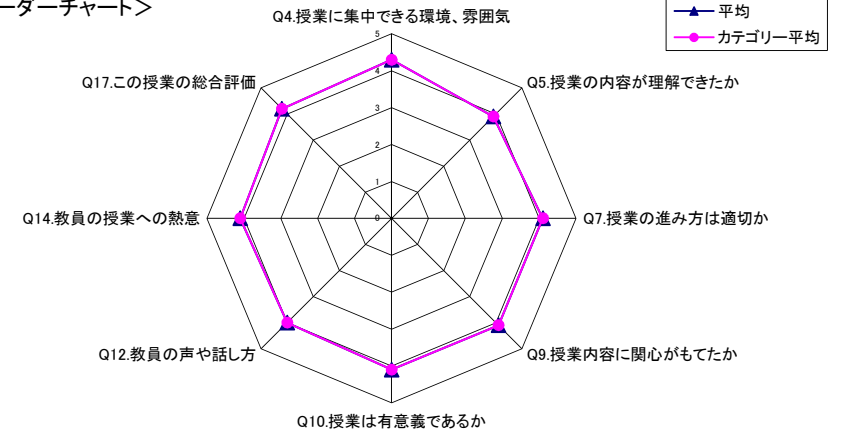 ーダーチャート＞
平均
カテゴリー平均
Q4.授業に集中できる環境、雰囲気
Q5.授業の内容が理解できたか
Q7.授業の進み方は適切か
Q9.授業内容に関心がもてたか
Q10.授業は有意義であるか
Q12.教員の声や話し方
Q14.教員の授業への熱意
Q17.この授業の総合評価
5
4
3
2
1
0